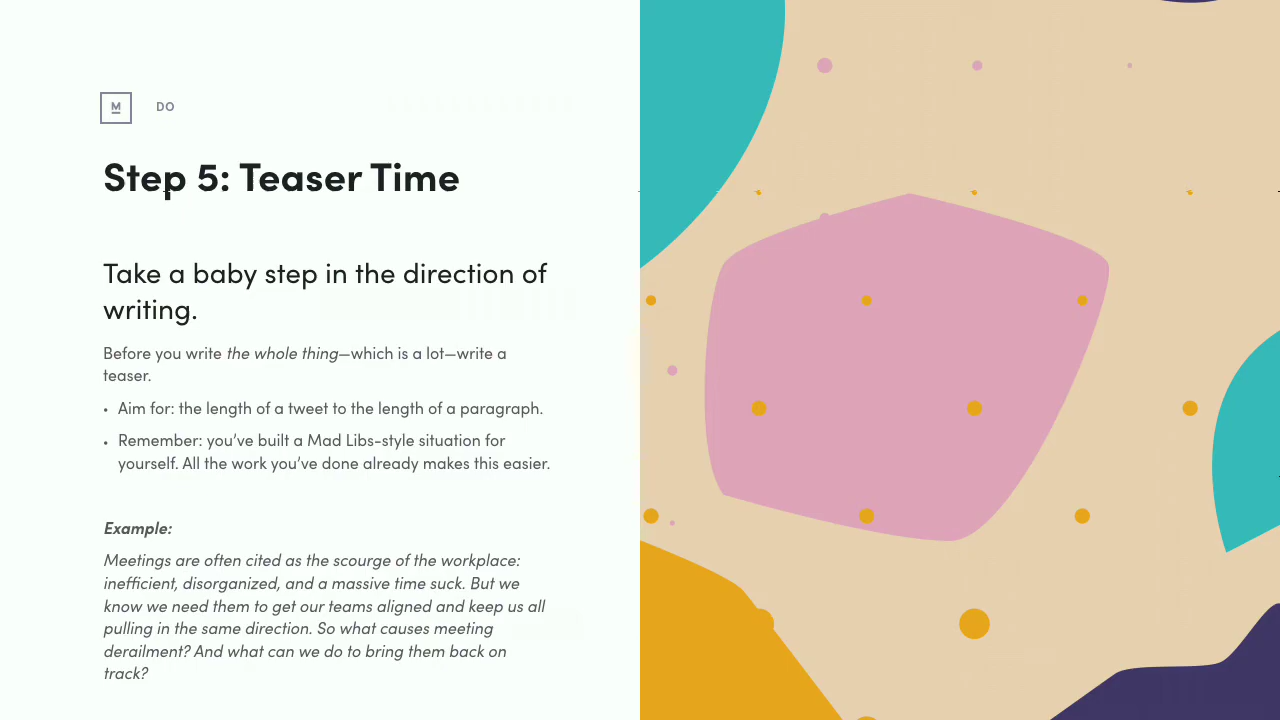 M DO
Step 5: Teaser Time
Take a baby step in the direction of
writing.
Before you write the whole thing—which is a lot—write a
teaser.
• Aim for: the length of a tweet to the length of a paragraph.
• Remember: you’ve built a Mad Libs-style situation for
yourself. All the work you’ve done already makes this easier.
Example:
Meetings are often cited as the scourge of the workplace:
inefficient, disorganized, and a massive time suck. But we
know we need them to get our teams aligned and keep us all
pulling in the same direction. So what causes meeting
derailment? And what can we do to bring them back on
track?